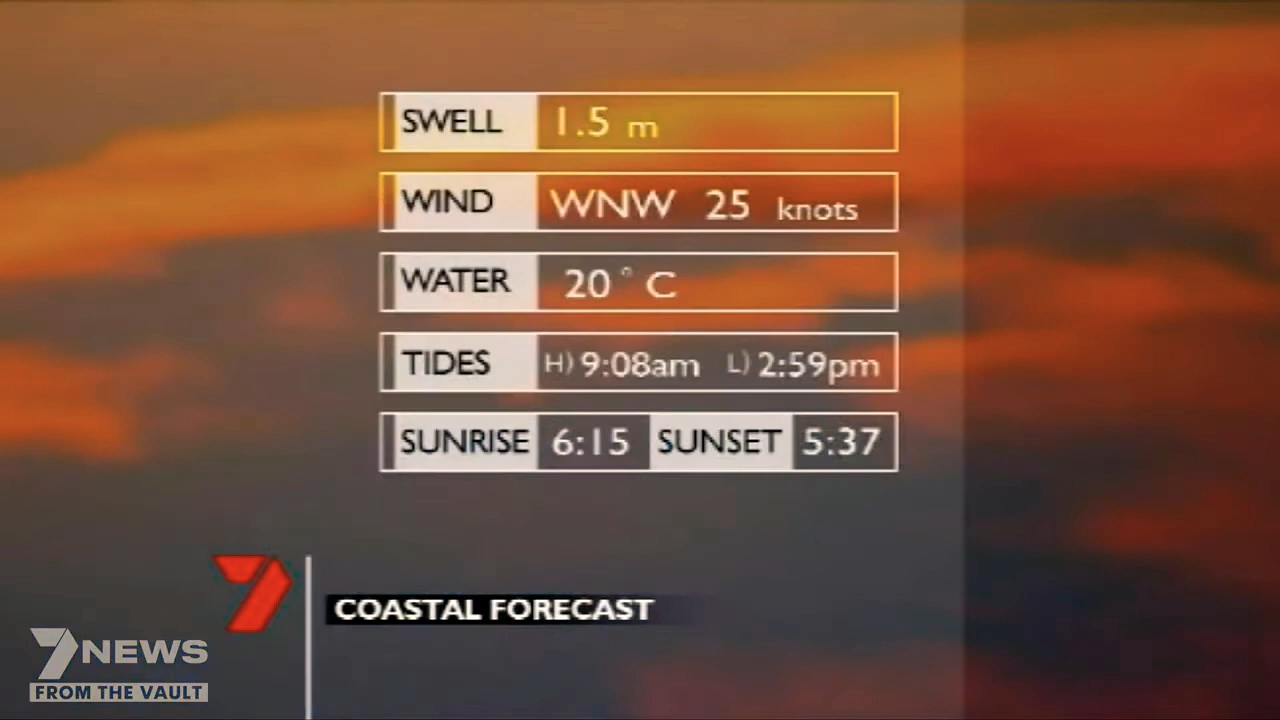 SWELL 1.5 m
WIND WNW 25 knots
WATER 20° C
TIDES H) 9:08am L) 2:59pm
SUNRISE 6:15 SUNSET 5:37
7
COASTAL FORECAST
7NEWS
FROM THE VAULT